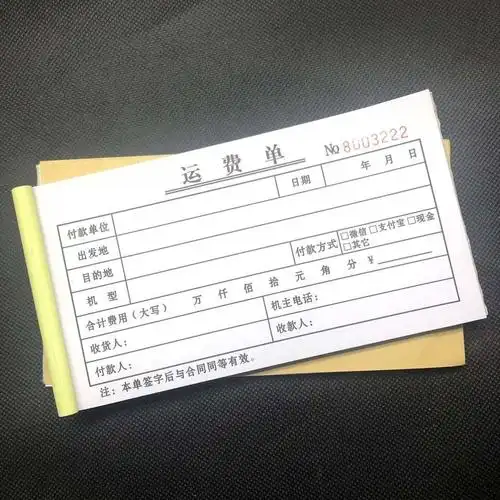 运费单 No 8003222
日期 年 月 日
付款单位
出发地 付款方式 □微信 □支付宝 □现金
□其它
目的地
机型
合计费用（大写） 万 仟 佰 拾 元 角 分 ¥
收货人： 机主电话：
付款人： 收款人：
注：本单签字后与合同同等有效。